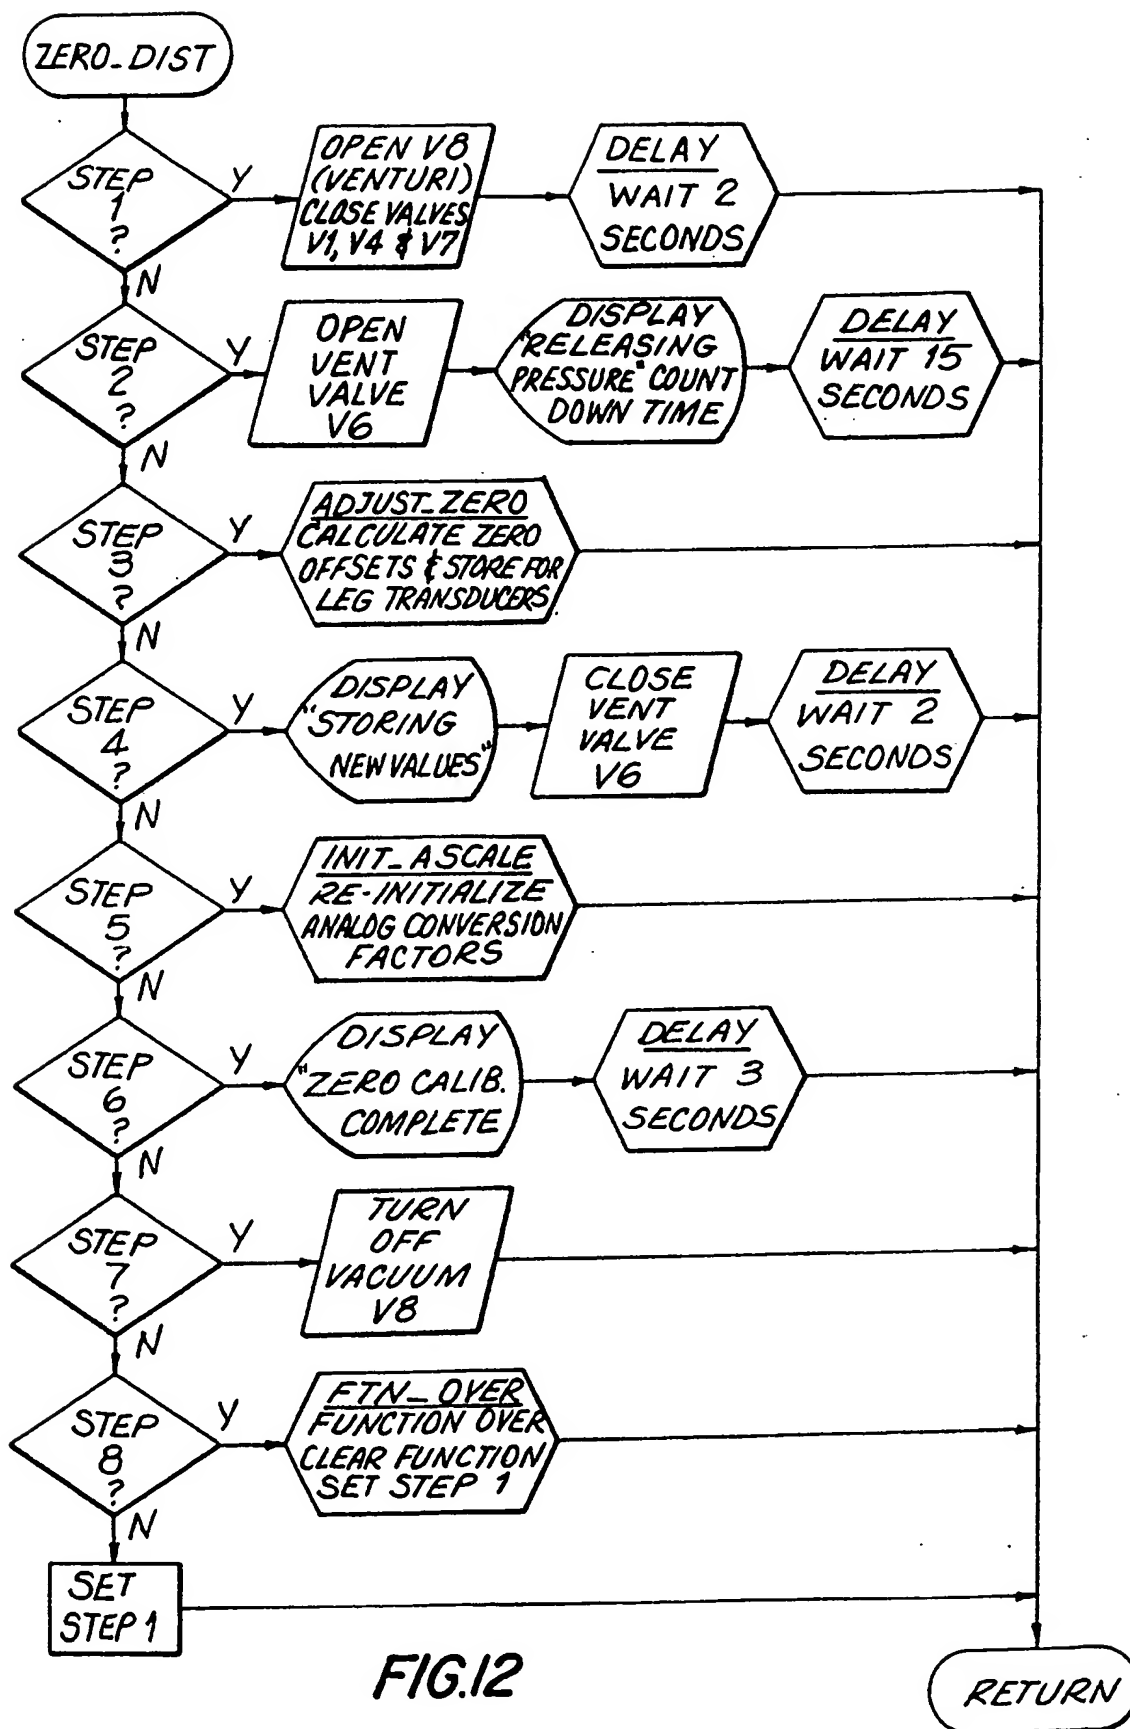 ZERO_DIST
STEP
1
?
Y
N
OPEN V8
(VENTURI)
CLOSE VALVES
V1, V4 & V7
DELAY
WAIT 2
SECONDS
STEP
2
?
Y
N
OPEN
VENT
VALVE
V6
DISPLAY
"RELEASING
PRESSURE" COUNT
DOWN TIME
DELAY
WAIT 15
SECONDS
STEP
3
?
Y
N
ADJUST_ZERO
CALCULATE ZERO
OFFSETS & STORE FOR
LEG TRANSDUCERS
STEP
4
?
Y
N
DISPLAY
"STORING
NEW VALUES"
CLOSE
VENT
VALVE
V6
DELAY
WAIT 2
SECONDS
STEP
5
?
Y
N
INIT_ASCALE
RE-INITIALIZE
ANALOG CONVERSION
FACTORS
STEP
6
?
Y
N
DISPLAY
"ZERO CALIB.
COMPLETE
DELAY
WAIT 3
SECONDS
STEP
7
?
Y
N
TURN
OFF
VACUUM
V8
STEP
8
?
Y
N
FTN_OVER
FUNCTION OVER
CLEAR FUNCTION
SET STEP 1
SET
STEP 1
RETURN
FIG.12